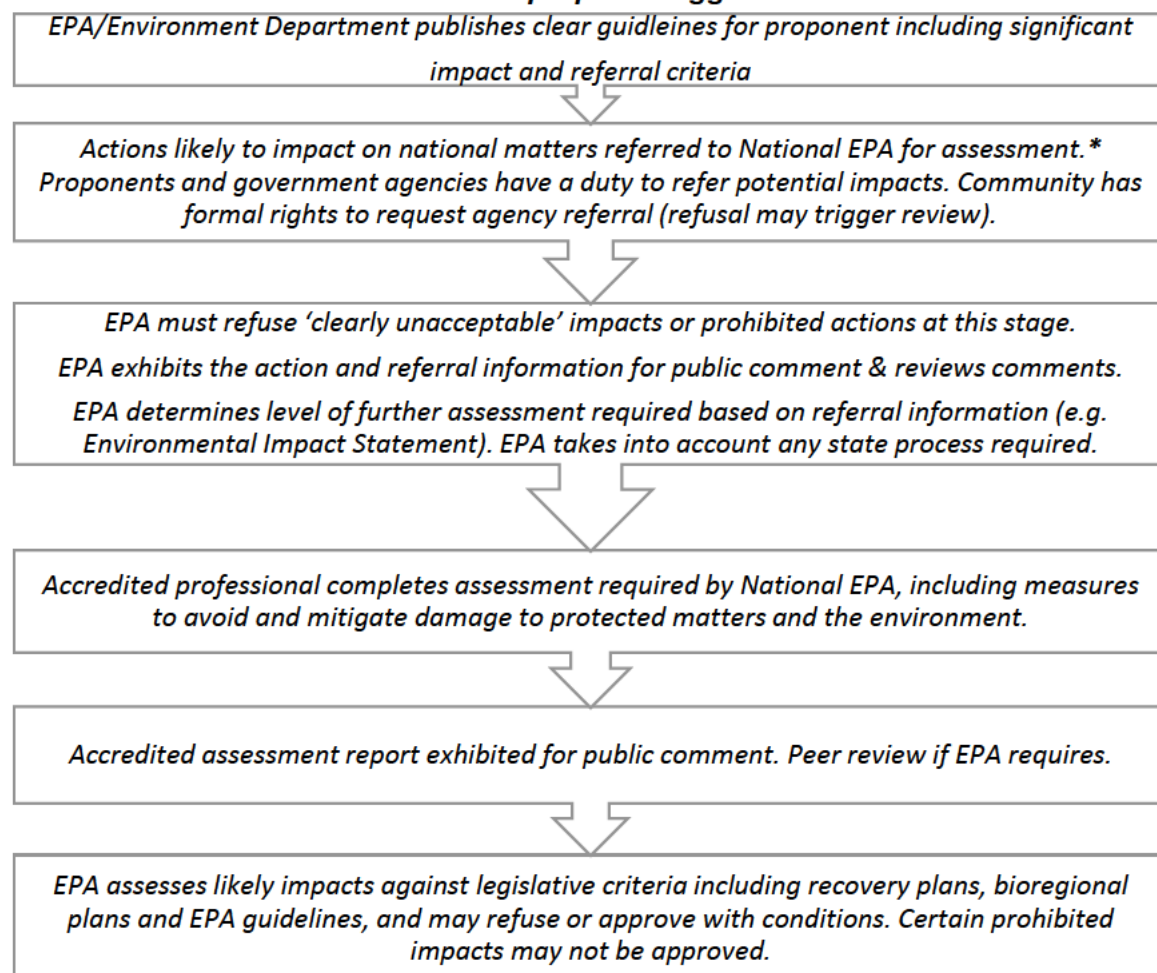 EPA/Environment Department publishes clear guidleines for proponent including significant
impact and referral criteria
Actions likely to impact on national matters referred to National EPA for assessment.*
Proponents and government agencies have a duty to refer potential impacts. Community has
formal rights to request agency referral (refusal may trigger review).
EPA must refuse ‘clearly unacceptable’ impacts or prohibited actions at this stage.
EPA exhibits the action and referral information for public comment & reviews comments.
EPA determines level of further assessment required based on referral information (e.g.
Environmental Impact Statement). EPA takes into account any state process required.
Accredited professional completes assessment required by National EPA, including measures
to avoid and mitigate damage to protected matters and the environment.
Accredited assessment report exhibited for public comment. Peer review if EPA requires.
EPA assesses likely impacts against legislative criteria including recovery plans, bioregional
plans and EPA guidelines, and may refuse or approve with conditions. Certain prohibited
impacts may not be approved.